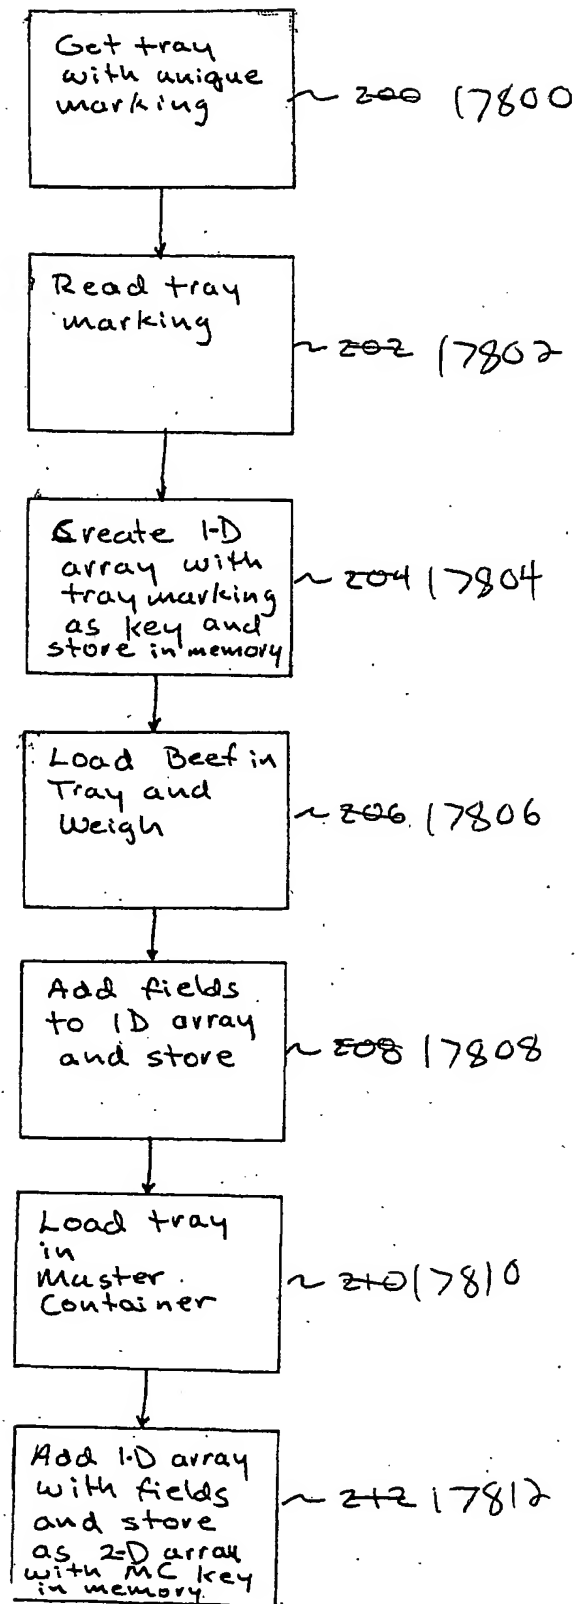 Get tray
with unique
marking
~ 200 17800
Read tray
marking
~ 202 17802
Create 1-D
array with
tray marking
as key and
store in memory
~ 204 17804
Load Beef in
Tray and
Weigh
~ 206 17806
Add fields
to 1D array
and store
~ 208 17808
Load tray
in
Master
Container
~ 210 17810
Add 1-D array
with fields
and store
as 2-D array
with MC key
in memory
~ 212 17812